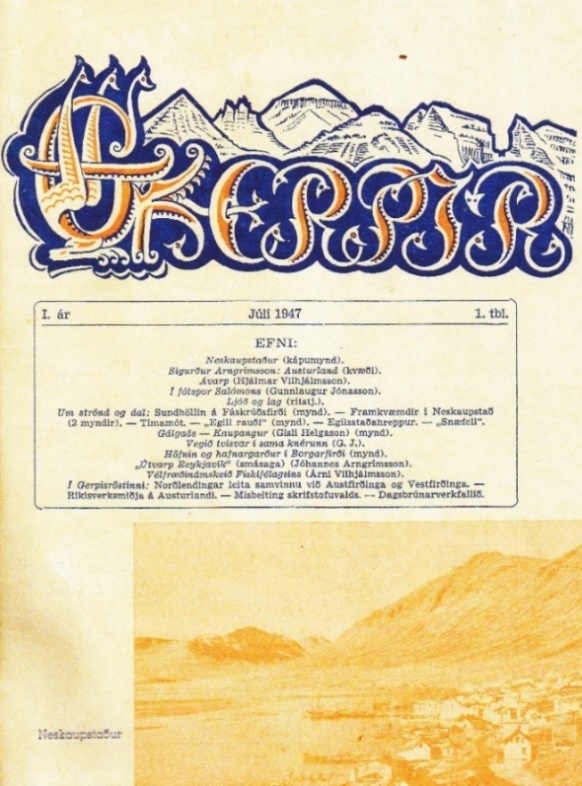 GERPIR
I. ár Júlí 1947 1. tbl.
EFNI:
Neskaupstaður (kápumynd).
Sigurður Arngrímsson: Austurland (kvæði).
Ávarp (Hjálmar Vilhjálmsson).
Í fótspor Salómons (Gunnlaugur Jónasson).
Ljóð og lag (ritstj.).
Um strönd og dal: Sundhöllin á Fáskrúðsfirði (mynd). — Framkvæmdir í Neskaupstað
(2 myndir). — Tímamót. — „Egill rauði“ (mynd). — Egilsstaðahreppur. — „Snæfell“.
Gálgaás — Kaupangur (Gísli Helgason) (mynd).
Vegið tvisvar í sama knérunn (G. J.).
Höfnin og hafnargarður í Borgarfirði (mynd).
„Útvarp Reykjavík“ (smásaga) (Jóhannes Arngrímsson).
Vélfræðinámskeið Fiskifélagsins (Árni Vilhjálmsson).
Í Gerpisröstinni: Norðlendingar leita samvinnu við Austfirðinga og Vestfirðinga. —
Ríkisverksmiðja á Austurlandi. — Misbeiting skrifstofuvalds. — Dagsbrúnarverkfallið.
Neskaupstaður